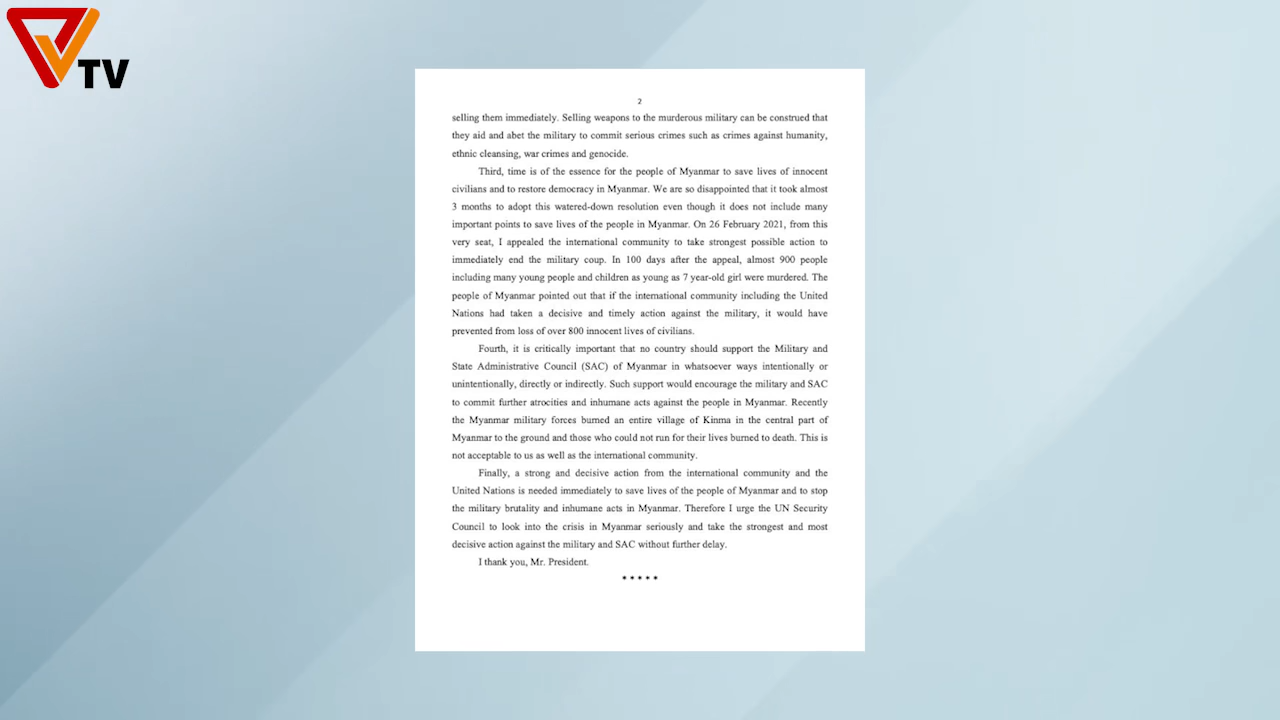 TV
2
selling them immediately. Selling weapons to the murderous military can be construed that
they aid and abet the military to commit serious crimes such as crimes against humanity,
ethnic cleansing, war crimes and genocide.
Third, time is of the essence for the people of Myanmar to save lives of innocent
civilians and to restore democracy in Myanmar. We are so disappointed that it took almost
3 months to adopt this watered-down resolution even though it does not include many
important points to save lives of the people in Myanmar. On 26 February 2021, from this
very seat, I appealed the international community to take strongest possible action to
immediately end the military coup. In 100 days after the appeal, almost 900 people
including many young people and children as young as 7 year-old girl were murdered. The
people of Myanmar pointed out that if the international community including the United
Nations had taken a decisive and timely action against the military, it would have
prevented from loss of over 800 innocent lives of civilians.
Fourth, it is critically important that no country should support the Military and
State Administrative Council (SAC) of Myanmar in whatsoever ways intentionally or
unintentionally, directly or indirectly. Such support would encourage the military and SAC
to commit further atrocities and inhumane acts against the people in Myanmar. Recently
the Myanmar military forces burned an entire village of Kinma in the central part of
Myanmar to the ground and those who could not run for their lives burned to death. This is
not acceptable to us as well as the international community.
Finally, a strong and decisive action from the international community and the
United Nations is needed immediately to save lives of the people of Myanmar and to stop
the military brutality and inhumane acts in Myanmar. Therefore I urge the UN Security
Council to look into the crisis in Myanmar seriously and take the strongest and most
decisive action against the military and SAC without further delay.
I thank you, Mr. President.
* * * * *